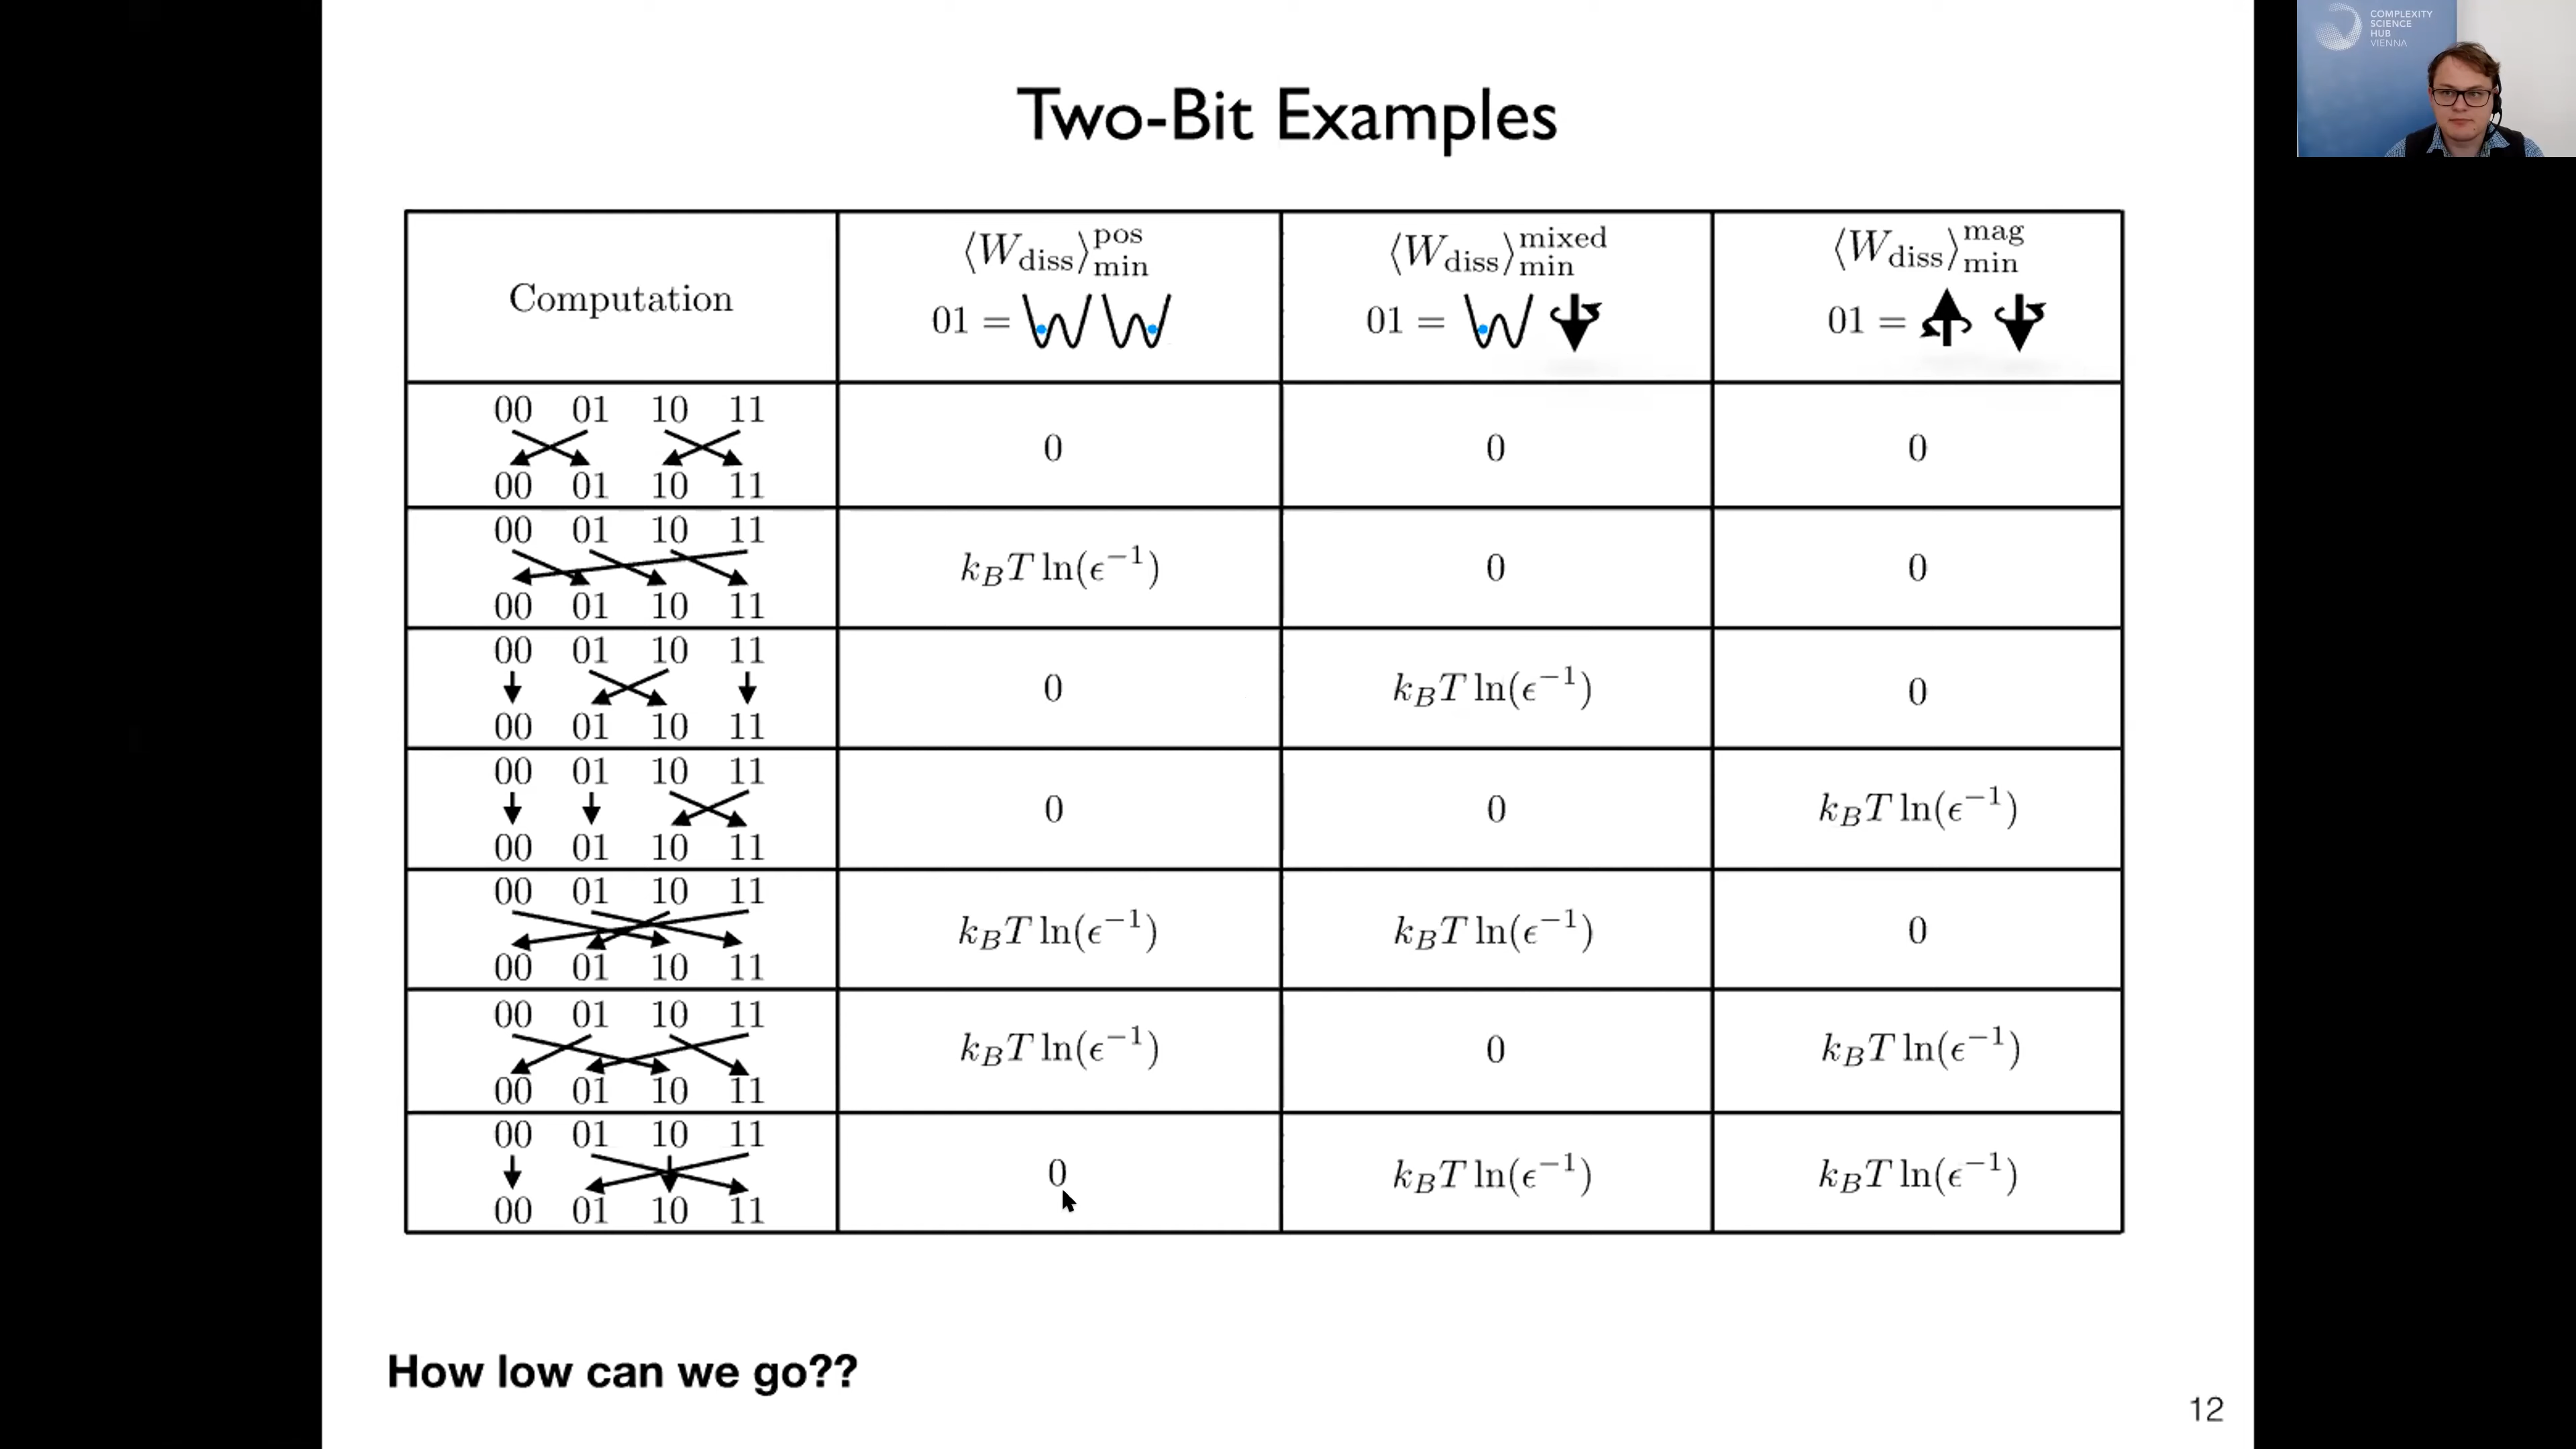 COMPLEXITY
SCIENCE
HUB
VIENNA
Two-Bit Examples
Computation
⟨W_diss⟩^pos_min
01 =
⟨W_diss⟩^mixed_min
01 =
⟨W_diss⟩^mag_min
01 =
00 01 10 11
00 01 10 11
0
0
0
00 01 10 11
00 01 10 11
k_B T ln(ϵ⁻¹)
0
0
00 01 10 11
00 01 10 11
0
k_B T ln(ϵ⁻¹)
0
00 01 10 11
00 01 10 11
0
0
k_B T ln(ϵ⁻¹)
00 01 10 11
00 01 10 11
k_B T ln(ϵ⁻¹)
k_B T ln(ϵ⁻¹)
0
00 01 10 11
00 01 10 11
k_B T ln(ϵ⁻¹)
0
k_B T ln(ϵ⁻¹)
00 01 10 11
00 01 10 11
0
k_B T ln(ϵ⁻¹)
k_B T ln(ϵ⁻¹)
How low can we go??
12